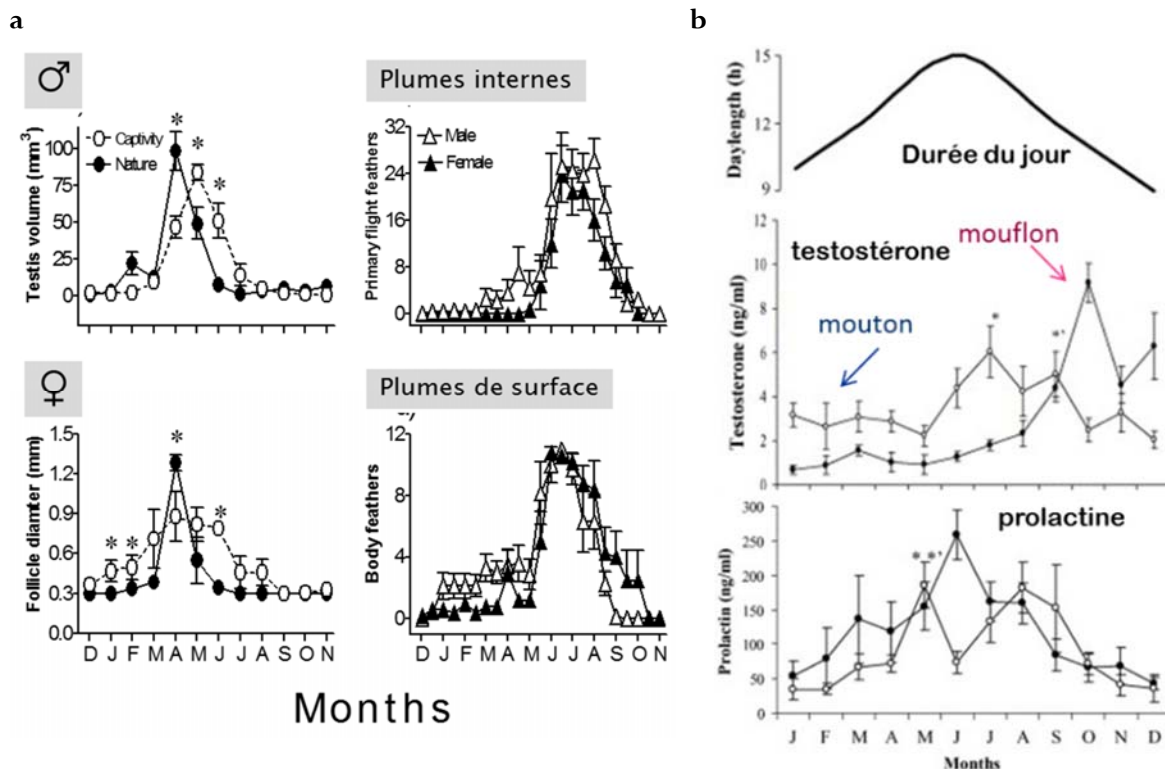 a
♂
Captivity
Nature
Testis volume (mm³)
100
75
50
25
0
* * *
D J F M A M J J A S O N
Plumes internes
Male
Female
Primary flight feathers
32
24
16
8
0
D J F M A M J J A S O N
♀
Follicle diamter (mm)
1.5
1.2
0.9
0.6
0.3
0.0
* * * *
D J F M A M J J A S O N
Plumes de surface
Body feathers
12
8
4
0
D J F M A M J J A S O N
Months
b
Daylength (h)
15
12
9
Durée du jour
Testosterone (ng/ml)
12
10
8
6
4
2
0
testostérone
mouflon
mouton
Prolactin (ng/ml)
300
250
200
150
100
50
0
prolactine
J F M A M J J A S O N D
Months